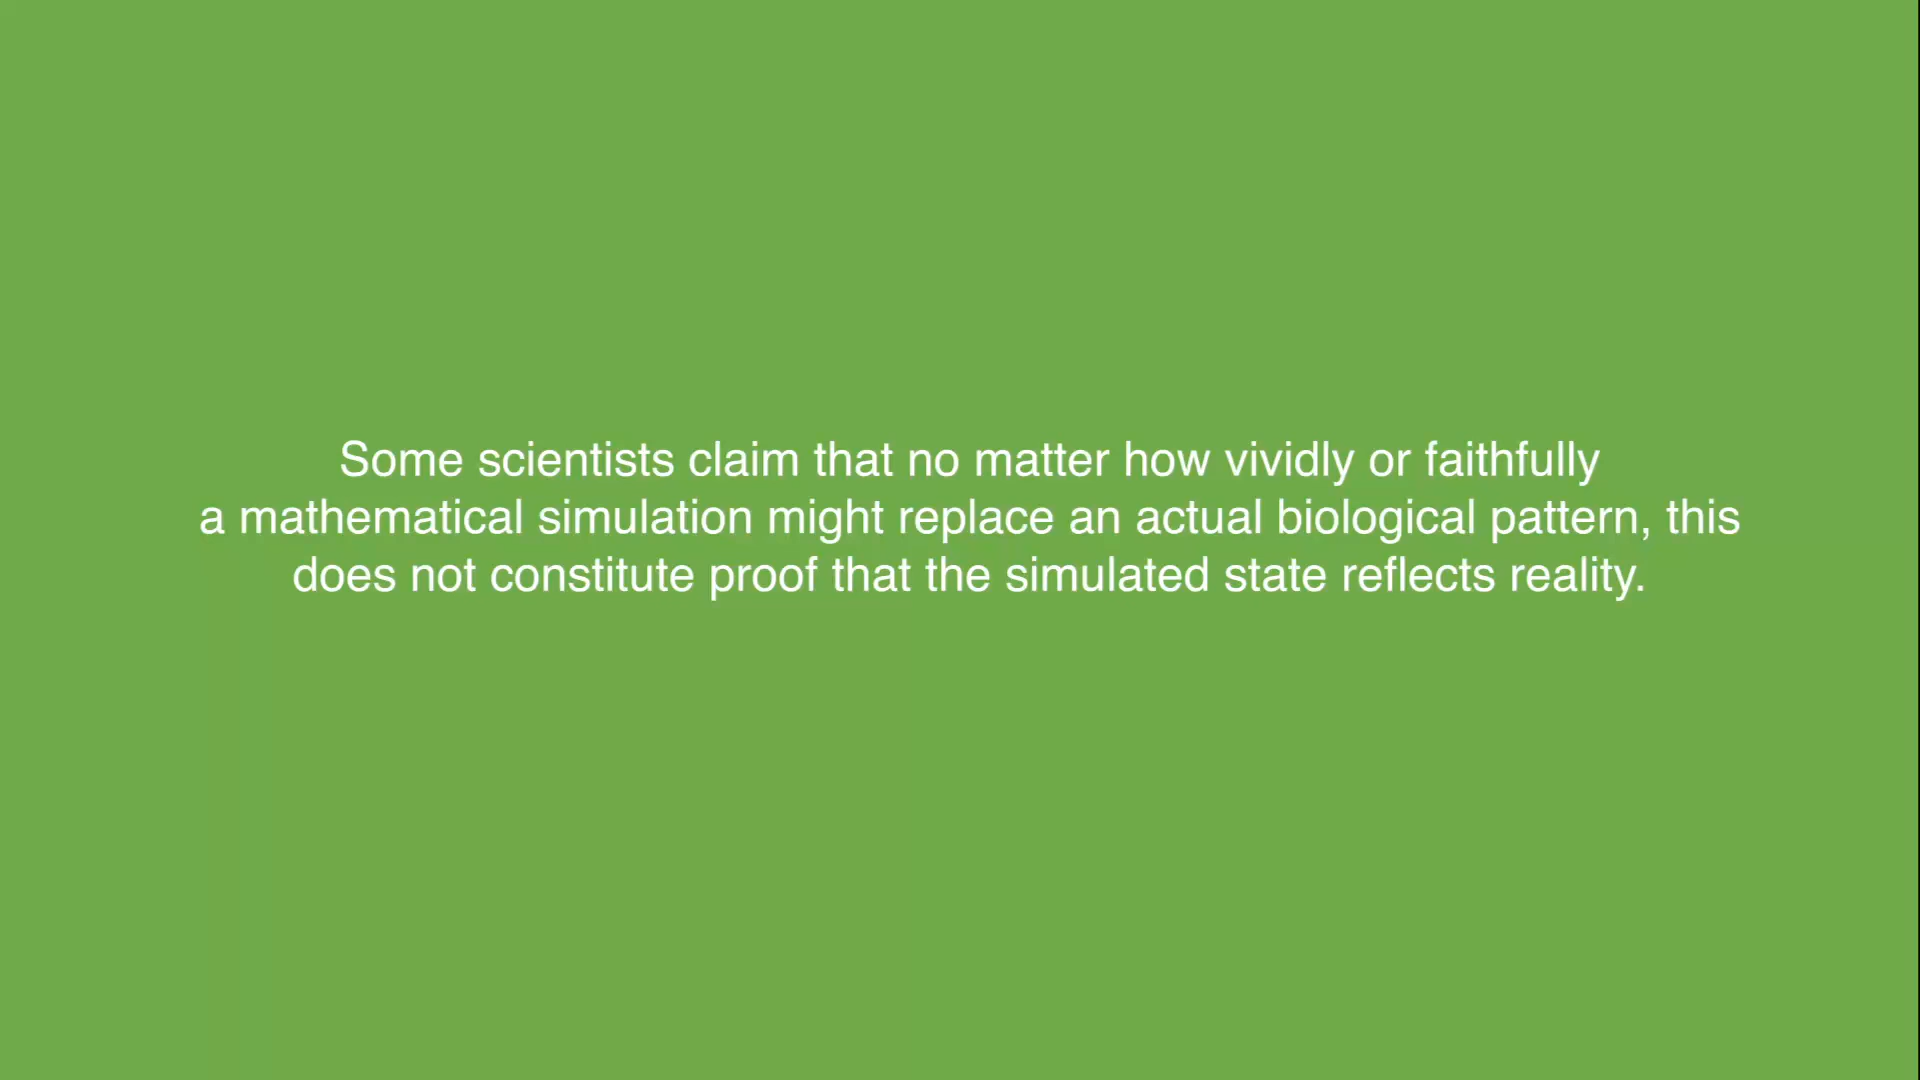 Some scientists claim that no matter how vividly or faithfully
a mathematical simulation might replace an actual biological pattern, this
does not constitute proof that the simulated state reflects reality.